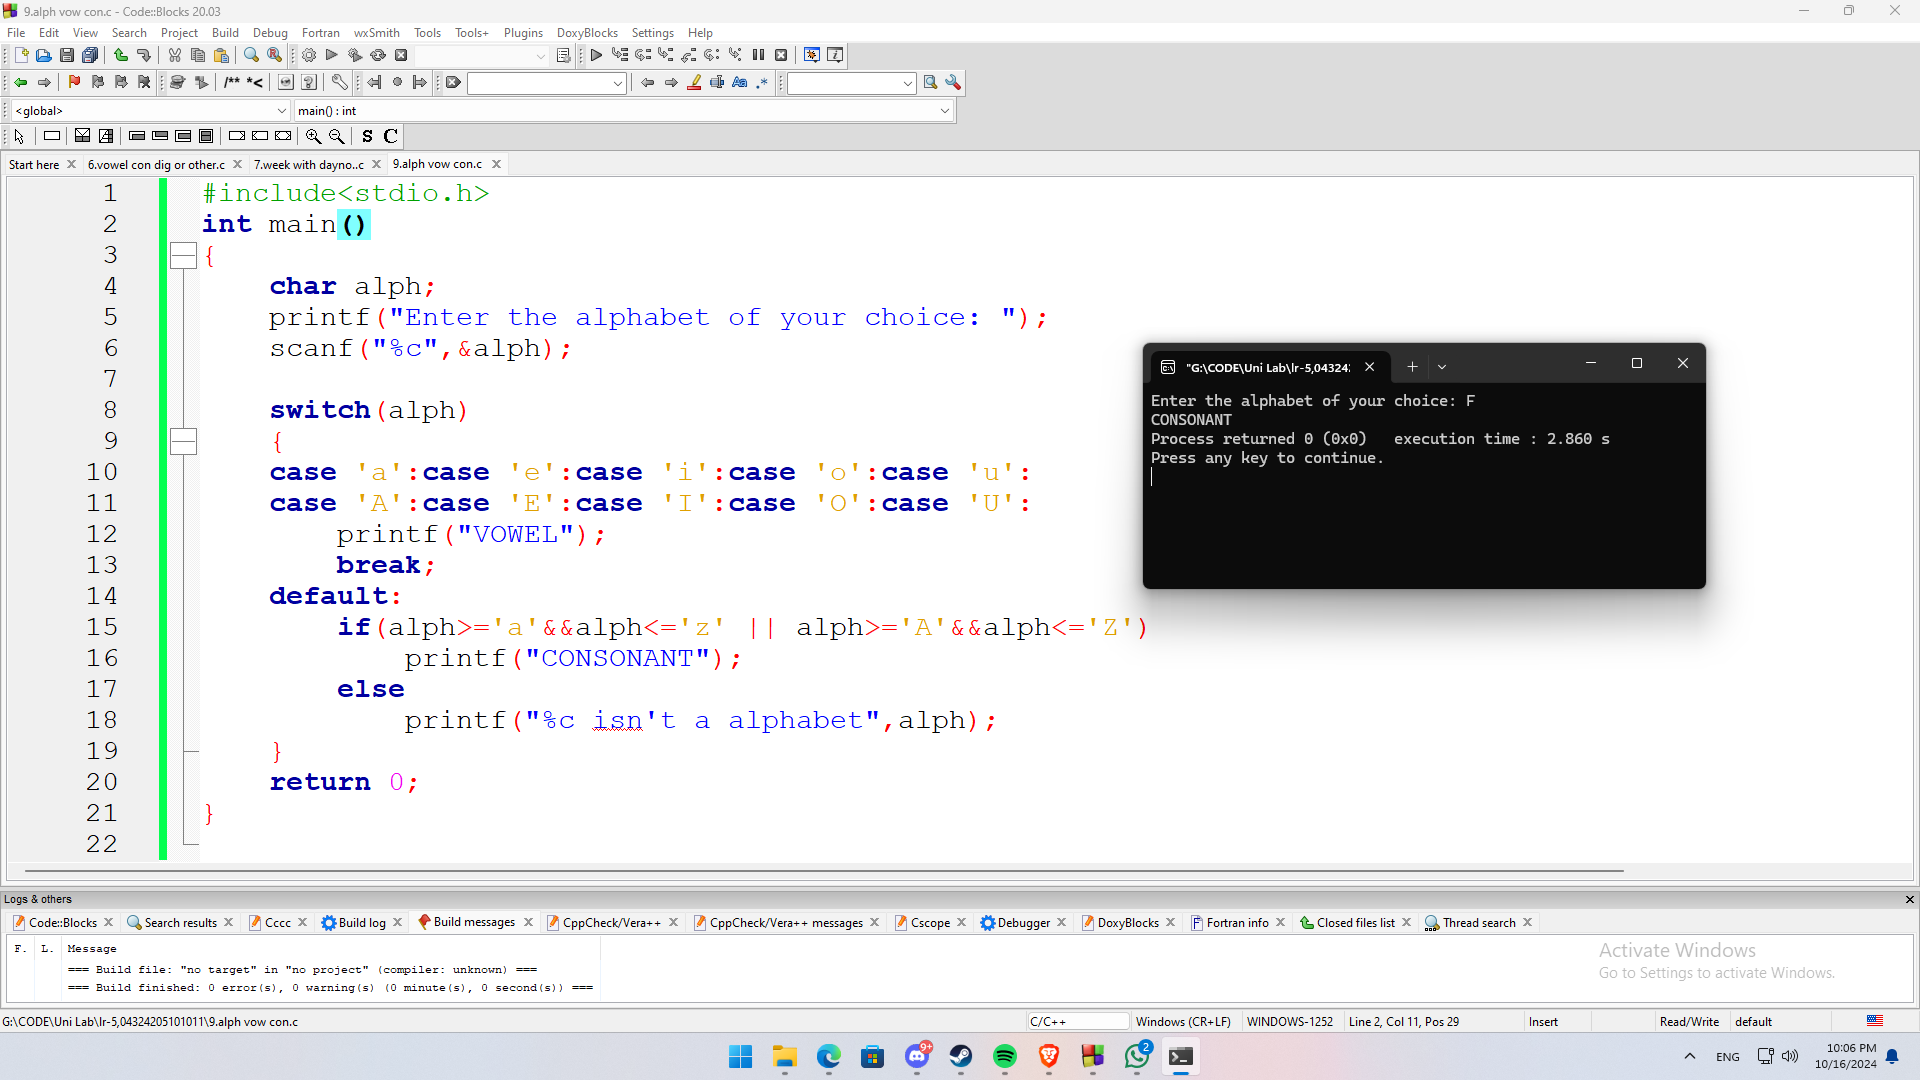 9.alph vow con.c - Code::Blocks 20.03
File Edit View Search Project Build Debug Fortran wxSmith Tools Tools+ Plugins DoxyBlocks Settings Help
<global> main() : int
S C
Start here 6.vowel con dig or other.c 7.week with dayno..c 9.alph vow con.c
1 #include<stdio.h>
2 int main()
3 {
4 char alph;
5 printf("Enter the alphabet of your choice: ");
6 scanf("%c",&alph);
7
8 switch(alph)
9 {
10 case 'a':case 'e':case 'i':case 'o':case 'u':
11 case 'A':case 'E':case 'I':case 'O':case 'U':
12 printf("VOWEL");
13 break;
14 default:
15 if(alph>='a'&&alph<='z' || alph>='A'&&alph<='Z')
16 printf("CONSONANT");
17 else
18 printf("%c isn't a alphabet",alph);
19 }
20 return 0;
21 }
22
"G:\CODE\Uni Lab\lr-5,04324:
Enter the alphabet of your choice: F
CONSONANT
Process returned 0 (0x0) execution time : 2.860 s
Press any key to continue.
Logs & others
Code::Blocks Search results Cccc Build log Build messages CppCheck/Vera++ CppCheck/Vera++ messages Cscope Debugger DoxyBlocks Fortran info Closed files list Thread search
F. L. Message
=== Build file: "no target" in "no project" (compiler: unknown) ===
=== Build finished: 0 error(s), 0 warning(s) (0 minute(s), 0 second(s)) ===
Activate Windows
Go to Settings to activate Windows.
G:\CODE\Uni Lab\lr-5,04324205101011\9.alph vow con.c C/C++ Windows (CR+LF) WINDOWS-1252 Line 2, Col 11, Pos 29 Insert Read/Write default
9+ 2 ENG 10:06 PM
10/16/2024